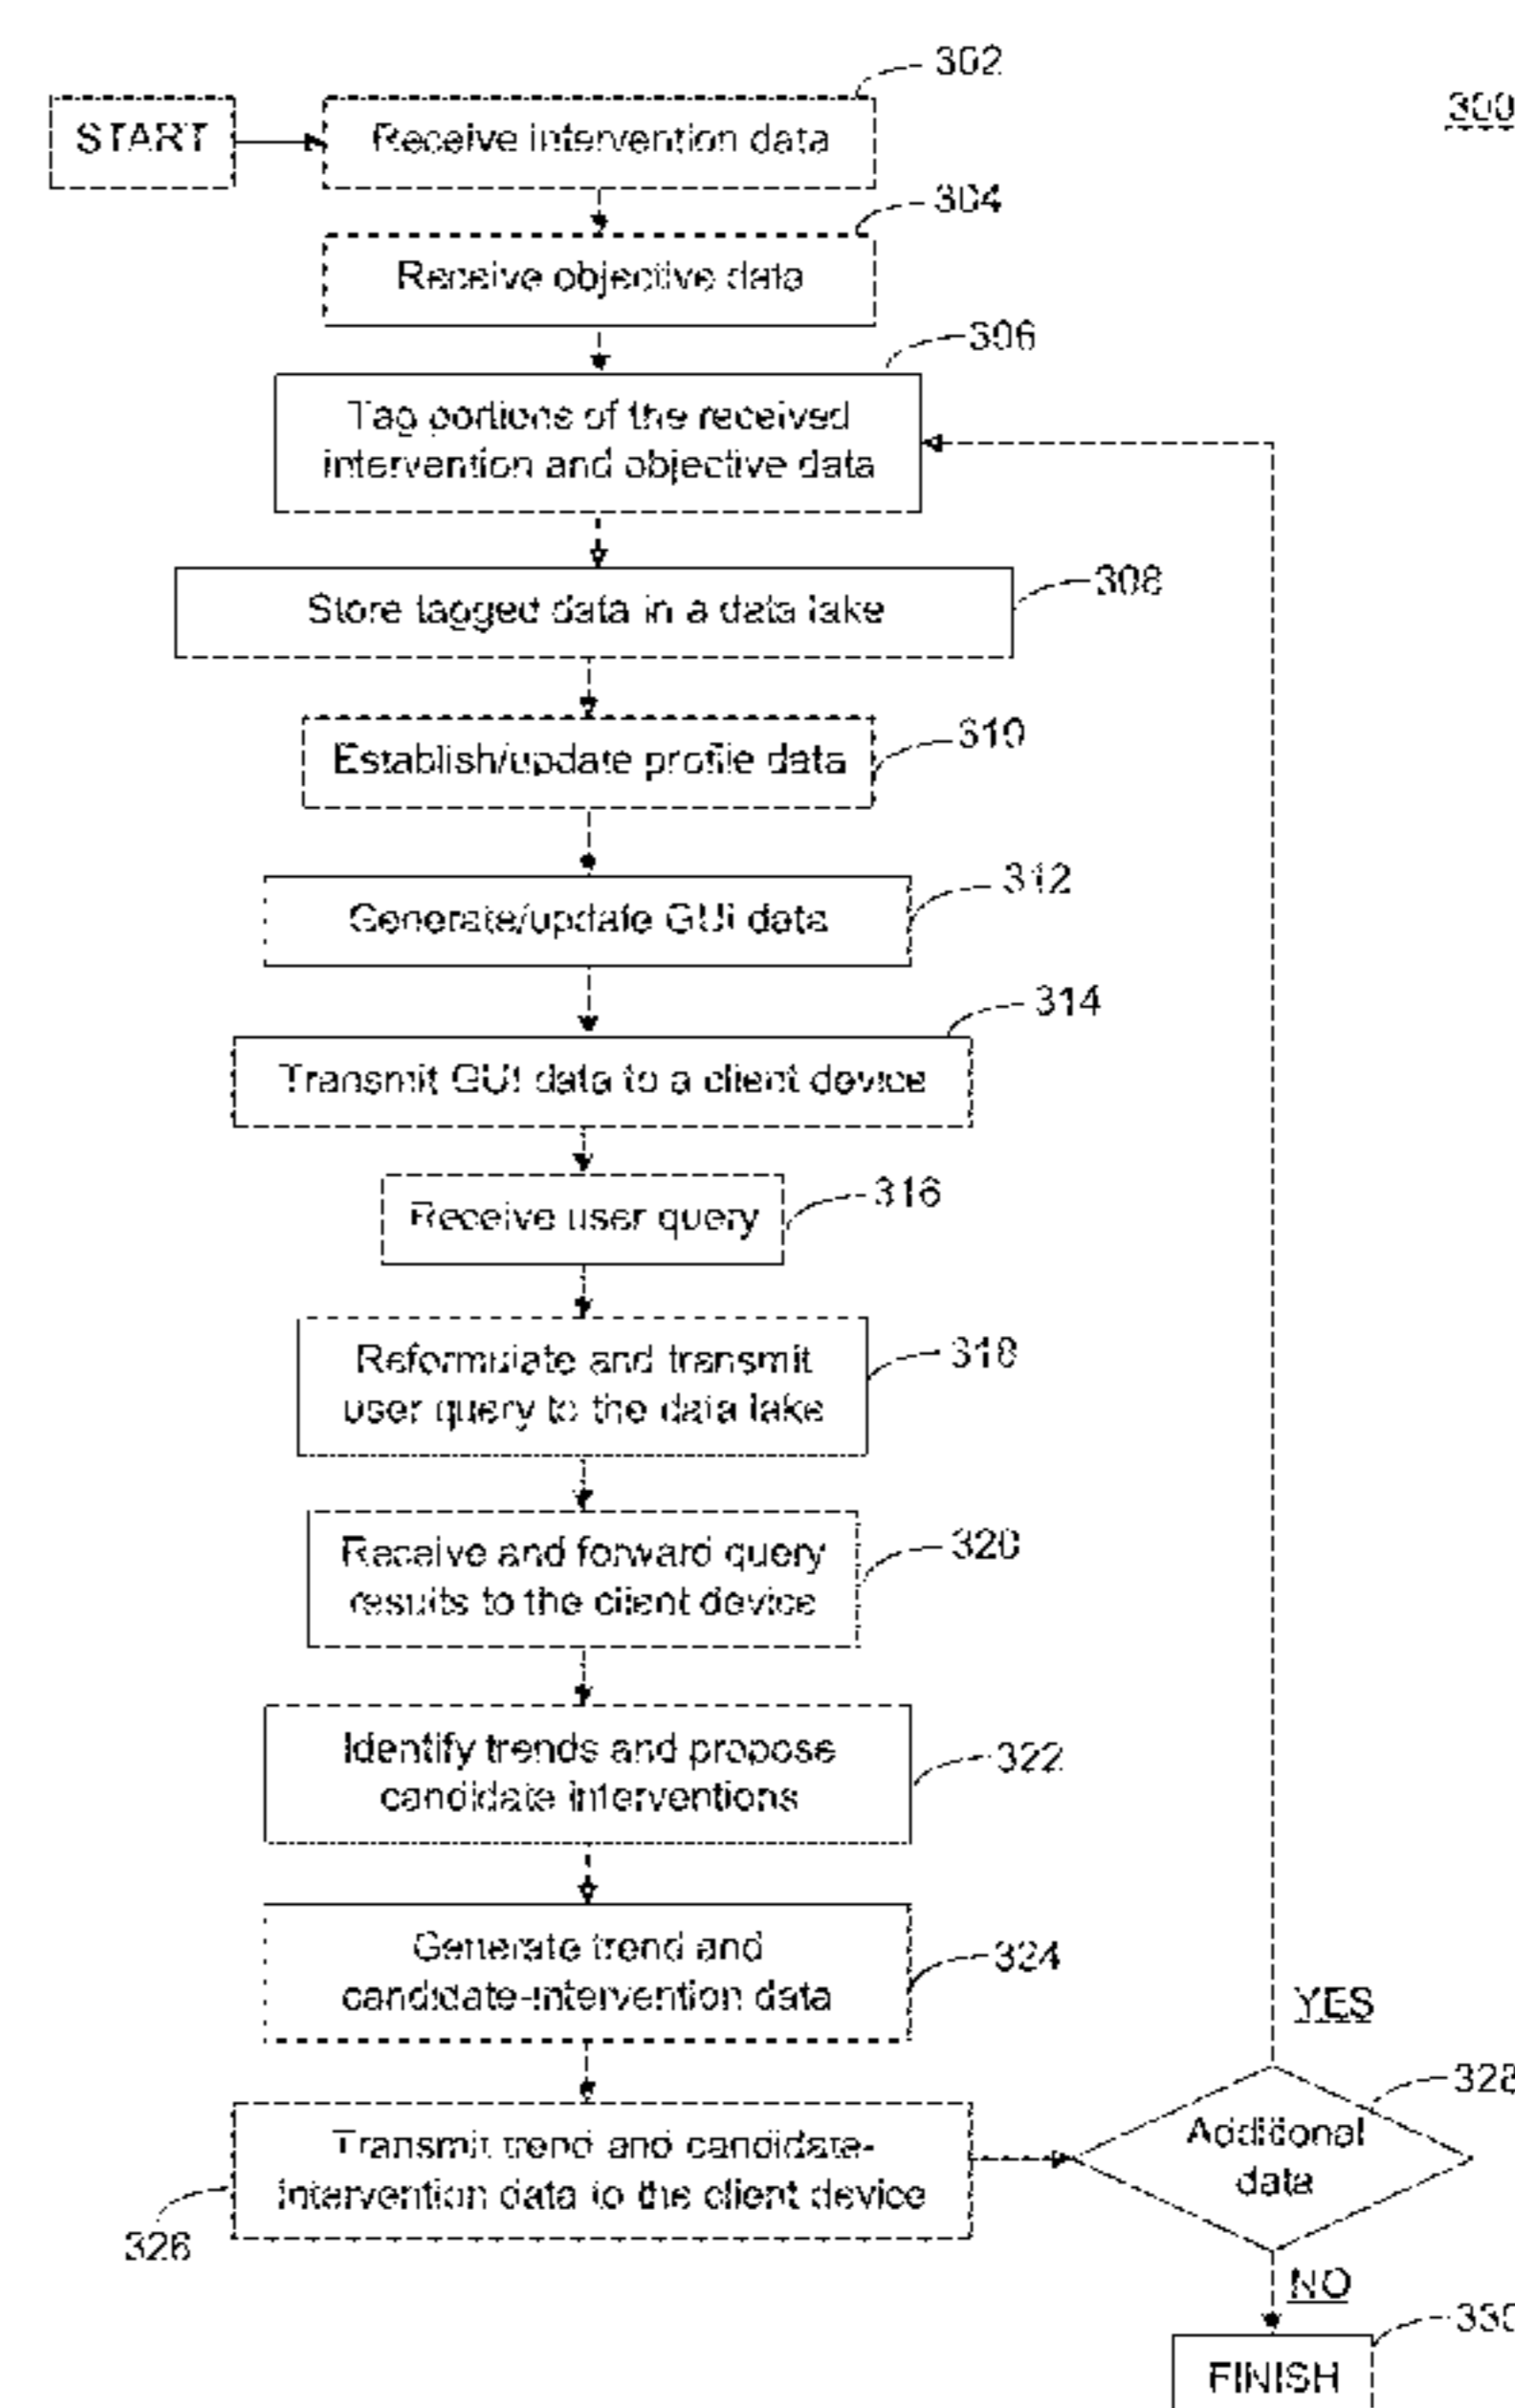 302
300
START
Receive intervention data
304
Receive objective data
306
Tag portions of the received
intervention and objective data
308
Store tagged data in a data lake
310
Establish/update profile data
312
Generate/update GUI data
314
Transmit GUI data to a client device
316
Receive user query
318
Reformulate and transmit
user query to the data lake
320
Receive and forward query
results to the client device
322
Identify trends and propose
candidate interventions
324
Generate trend and
candidate-intervention data
YES
328
Additional
data
Transmit trend and candidate-
intervention data to the client device
326
NO
330
FINISH